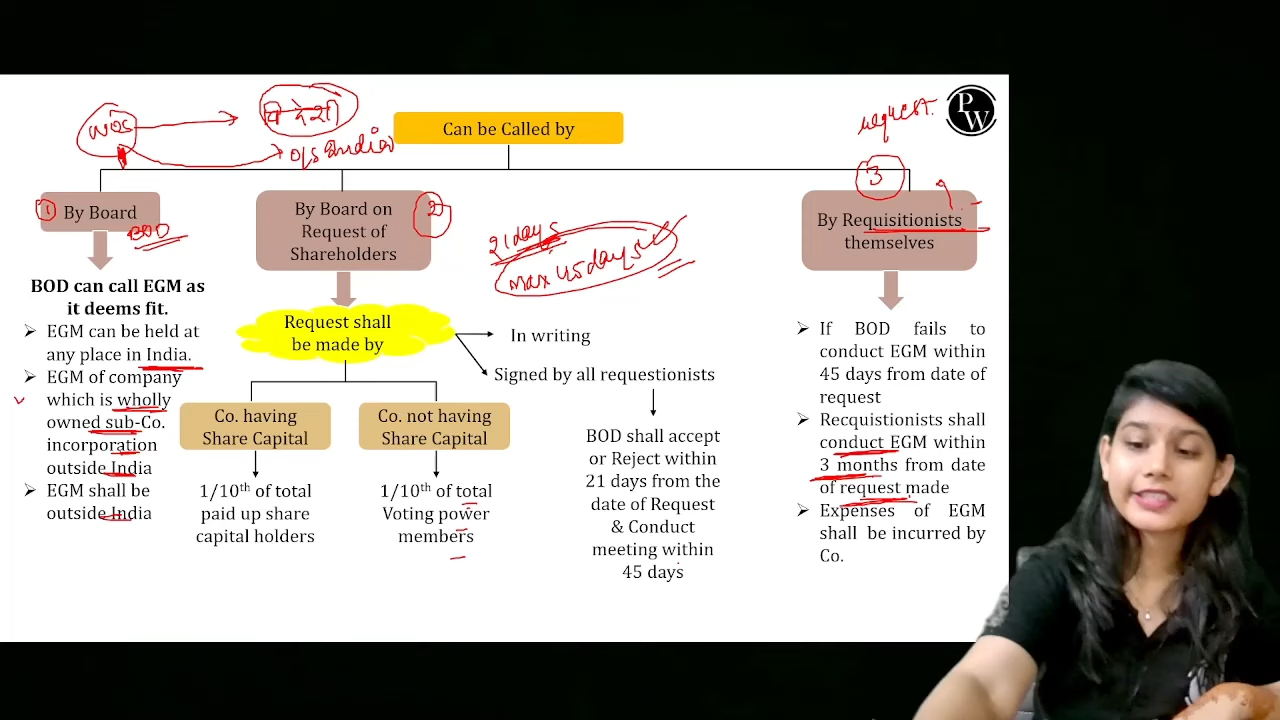 WOS
विदेशी
o/s India
Can be Called by
request.
PW
1 By Board
BOD
By Board on
Request of
Shareholders
2
3
By Requisitionists
themselves
21 days
max 45 days
BOD can call EGM as
it deems fit.
➢ EGM can be held at
any place in India.
➢ EGM of company
which is wholly
owned sub-Co.
incorporation
outside India
➢ EGM shall be
outside India
Request shall
be made by
In writing
Signed by all requestionists
Co. having
Share Capital
1/10th of total
paid up share
capital holders
Co. not having
Share Capital
1/10th of total
Voting power
members
BOD shall accept
or Reject within
21 days from the
date of Request
& Conduct
meeting within
45 days
➢ If BOD fails to
conduct EGM within
45 days from date of
request
➢ Recquistionists shall
conduct EGM within
3 months from date
of request made
➢ Expenses of EGM
shall be incurred by
Co.